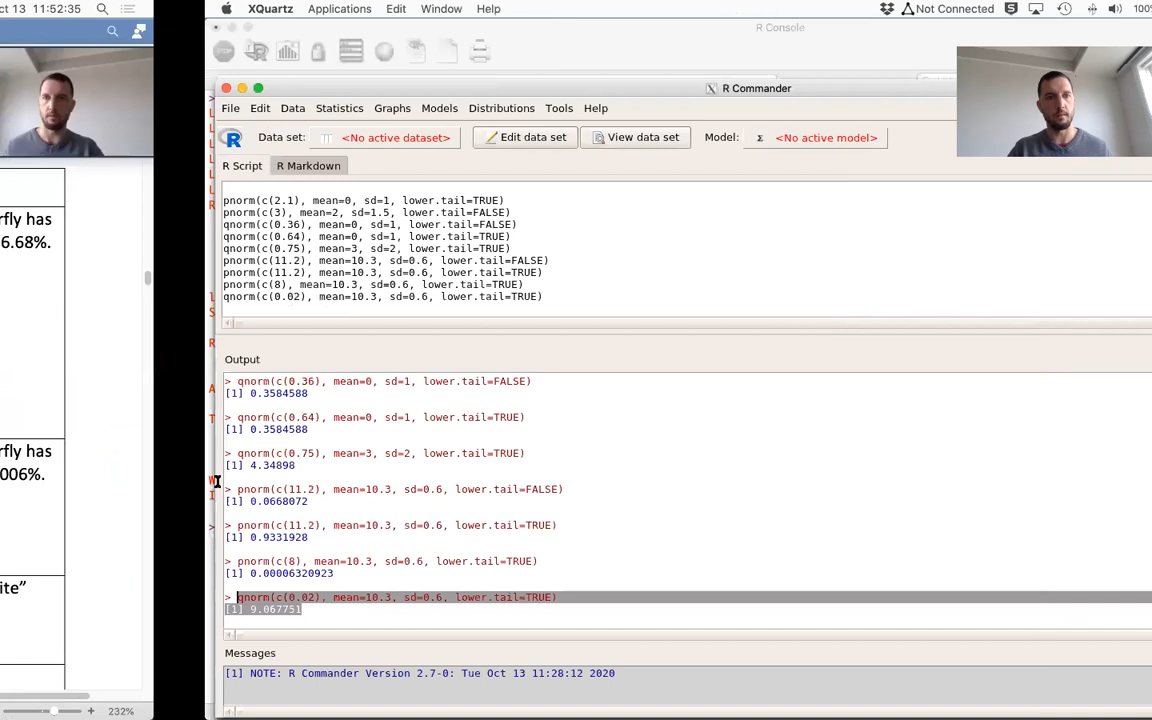 ct 13 11:52:35
XQuartz Applications Edit Window Help
Not Connected
100%
R Console
R Commander
File Edit Data Statistics Graphs Models Distributions Tools Help
Data set: <No active dataset> Edit data set View data set Model: Σ <No active model>
R Script R Markdown
pnorm(c(2.1), mean=0, sd=1, lower.tail=TRUE)
pnorm(c(3), mean=2, sd=1.5, lower.tail=FALSE)
qnorm(c(0.36), mean=0, sd=1, lower.tail=FALSE)
qnorm(c(0.64), mean=0, sd=1, lower.tail=TRUE)
qnorm(c(0.75), mean=3, sd=2, lower.tail=TRUE)
pnorm(c(11.2), mean=10.3, sd=0.6, lower.tail=FALSE)
pnorm(c(11.2), mean=10.3, sd=0.6, lower.tail=TRUE)
pnorm(c(8), mean=10.3, sd=0.6, lower.tail=TRUE)
qnorm(c(0.02), mean=10.3, sd=0.6, lower.tail=TRUE)
Output
> qnorm(c(0.36), mean=0, sd=1, lower.tail=FALSE)
[1] 0.3584588
> qnorm(c(0.64), mean=0, sd=1, lower.tail=TRUE)
[1] 0.3584588
> qnorm(c(0.75), mean=3, sd=2, lower.tail=TRUE)
[1] 4.34898
> pnorm(c(11.2), mean=10.3, sd=0.6, lower.tail=FALSE)
[1] 0.0668072
> pnorm(c(11.2), mean=10.3, sd=0.6, lower.tail=TRUE)
[1] 0.9331928
> pnorm(c(8), mean=10.3, sd=0.6, lower.tail=TRUE)
[1] 0.00006320923
> qnorm(c(0.02), mean=10.3, sd=0.6, lower.tail=TRUE)
[1] 9.067751
Messages
[1] NOTE: R Commander Version 2.7-0: Tue Oct 13 11:28:12 2020
rfly has
6.68%.
rfly has
006%.
ite”
232%